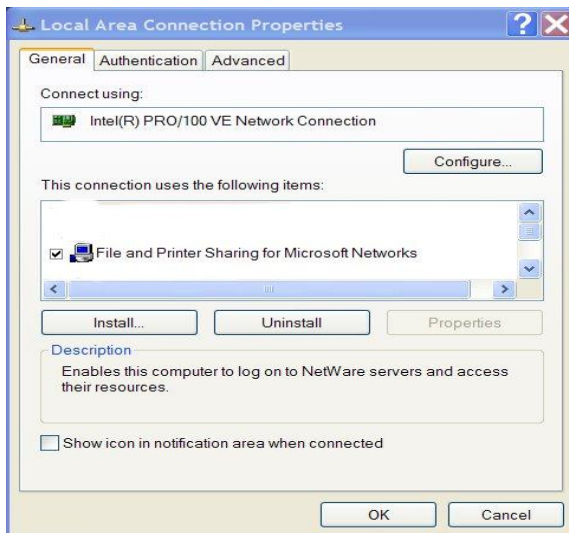 Local Area Connection Properties
General Authentication Advanced
Connect using:
Intel(R) PRO/100 VE Network Connection
Configure...
This connection uses the following items:
File and Printer Sharing for Microsoft Networks
Install... Uninstall Properties
Description
Enables this computer to log on to NetWare servers and access
their resources.
Show icon in notification area when connected
OK Cancel